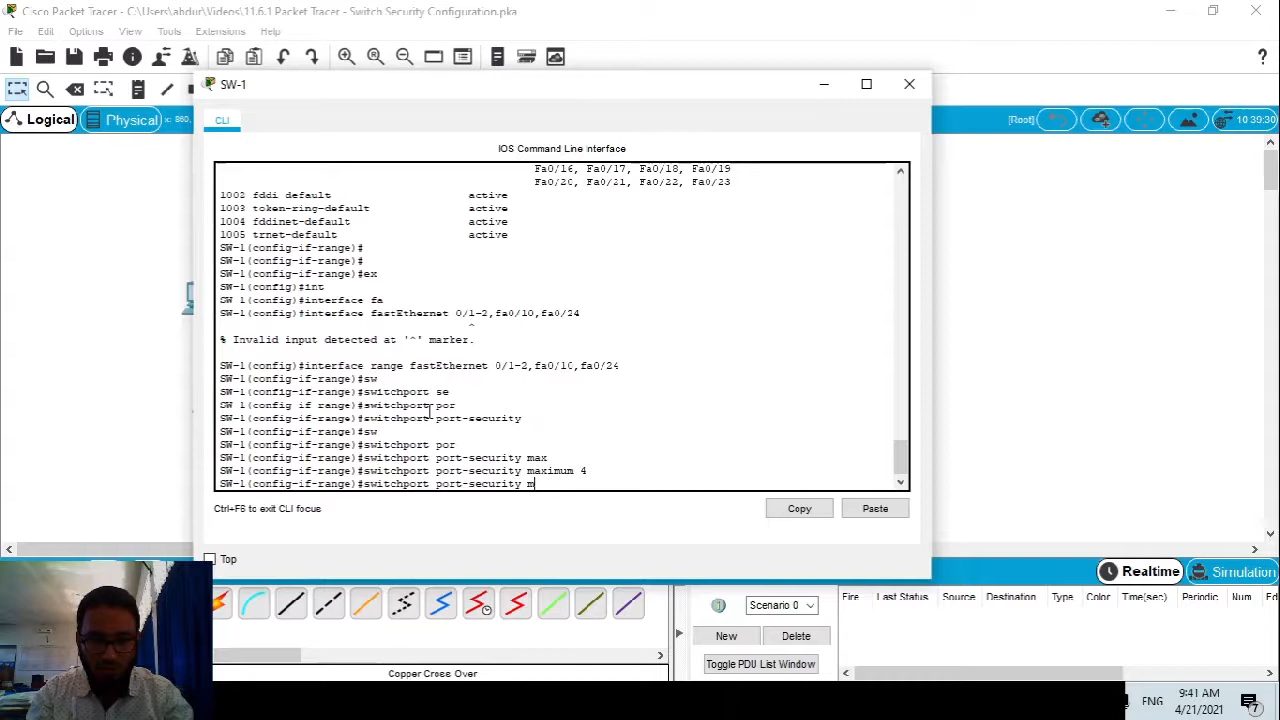 Cisco Packet Tracer - C:\Users\abdur\Videos\11.6.1 Packet Tracer - Switch Security Configuration.pka
File Edit Options View Tools Extensions Help
SW-1
Logical Physical x: 860, [Root] 10:39:30
CLI
IOS Command Line Interface
Fa0/16, Fa0/17, Fa0/18, Fa0/19
Fa0/20, Fa0/21, Fa0/22, Fa0/23
1002 fddi default active
1003 token-ring-default active
1004 fddinet-default active
1005 trnet-default active
SW-1(config-if-range)#
SW-1(config-if-range)#
SW-1(config-if-range)#ex
SW-1(config)#int
SW 1(config)#interface fa
SW-1(config)#interface fastEthernet 0/1-2,fa0/10,fa0/24
^
% Invalid input detected at '^' marker.
SW-1(config)#interface range fastEthernet 0/1-2,fa0/10,fa0/24
SW-1(config-if-range)#sw
SW-1(config-if-range)#switchport se
SW 1(config if range)#switchport por
SW-1(config-if-range)#switchport port-security
SW-1(config-if-range)#sw
SW-1(config-if-range)#switchport por
SW-1(config-if-range)#switchport port-security max
SW-1(config-if-range)#switchport port-security maximum 4
SW-1(config-if-range)#switchport port-security m
Ctrl+F6 to exit CLI focus
Copy Paste
Top
Realtime Simulation
Scenario 0
Fire Last Status Source Destination Type Color Time(sec) Periodic Num Ed
New Delete
Toggle PDU List Window
Copper Cross Over
ENG
9:41 AM
4/21/2021
7